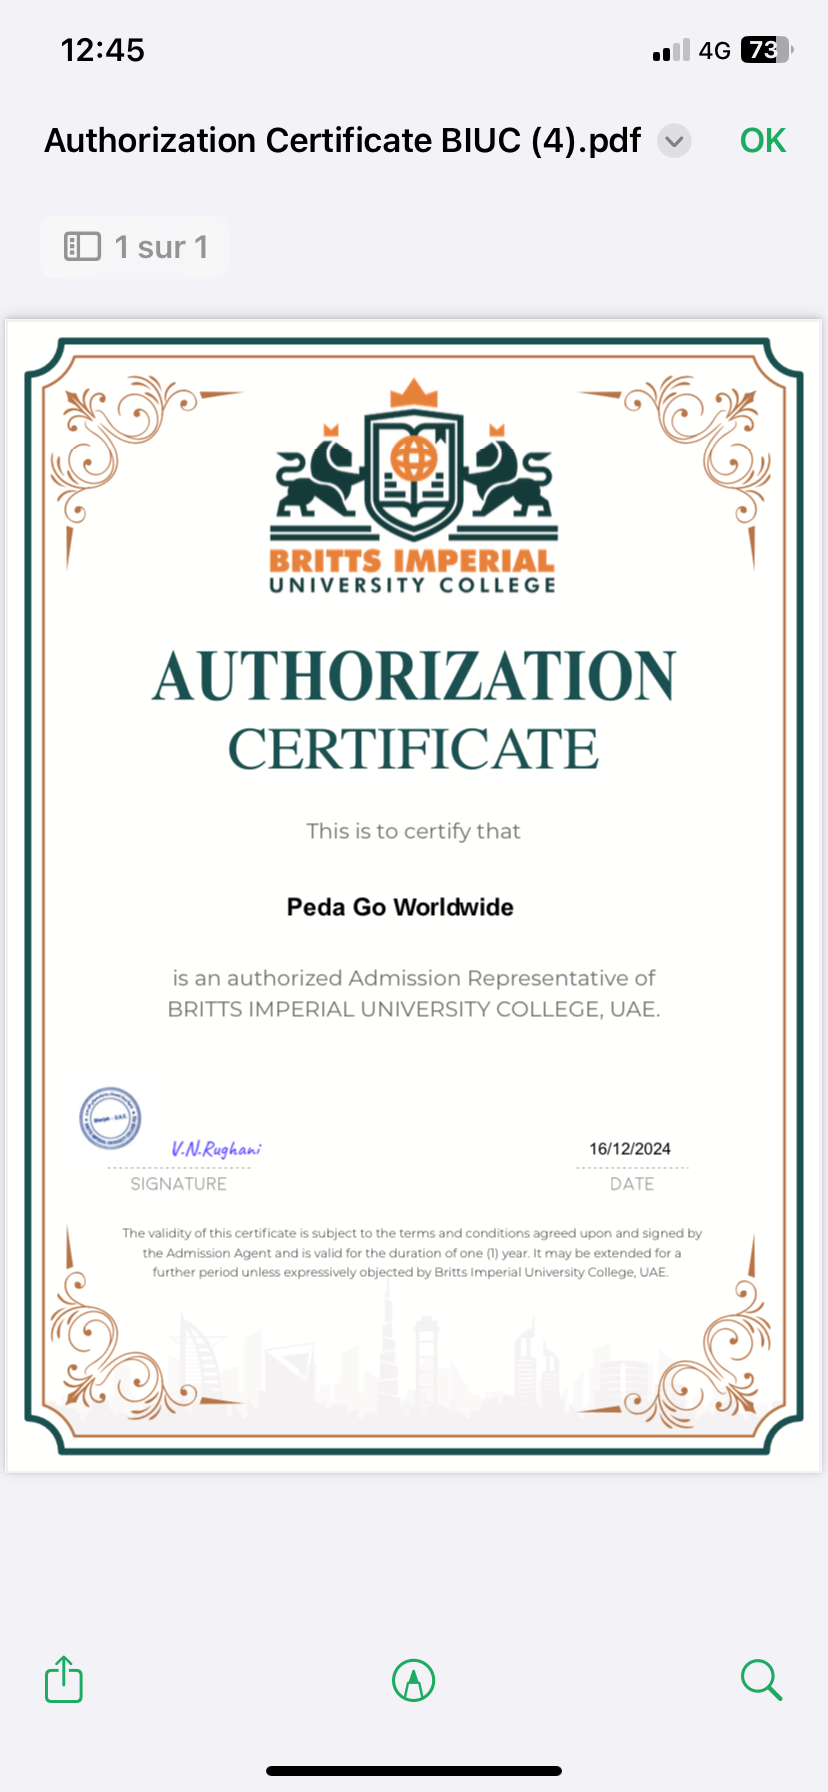 12:45
4G 73
Authorization Certificate BIUC (4).pdf
OK
1 sur 1
BRITTS IMPERIAL
UNIVERSITY COLLEGE
AUTHORIZATION
CERTIFICATE
This is to certify that
Peda Go Worldwide
is an authorized Admission Representative of
BRITTS IMPERIAL UNIVERSITY COLLEGE, UAE.
V.N.Rughani
16/12/2024
SIGNATURE
DATE
The validity of this certificate is subject to the terms and conditions agreed upon and signed by
the Admission Agent and is valid for the duration of one (1) year. It may be extended for a
further period unless expressively objected by Britts Imperial University College, UAE.